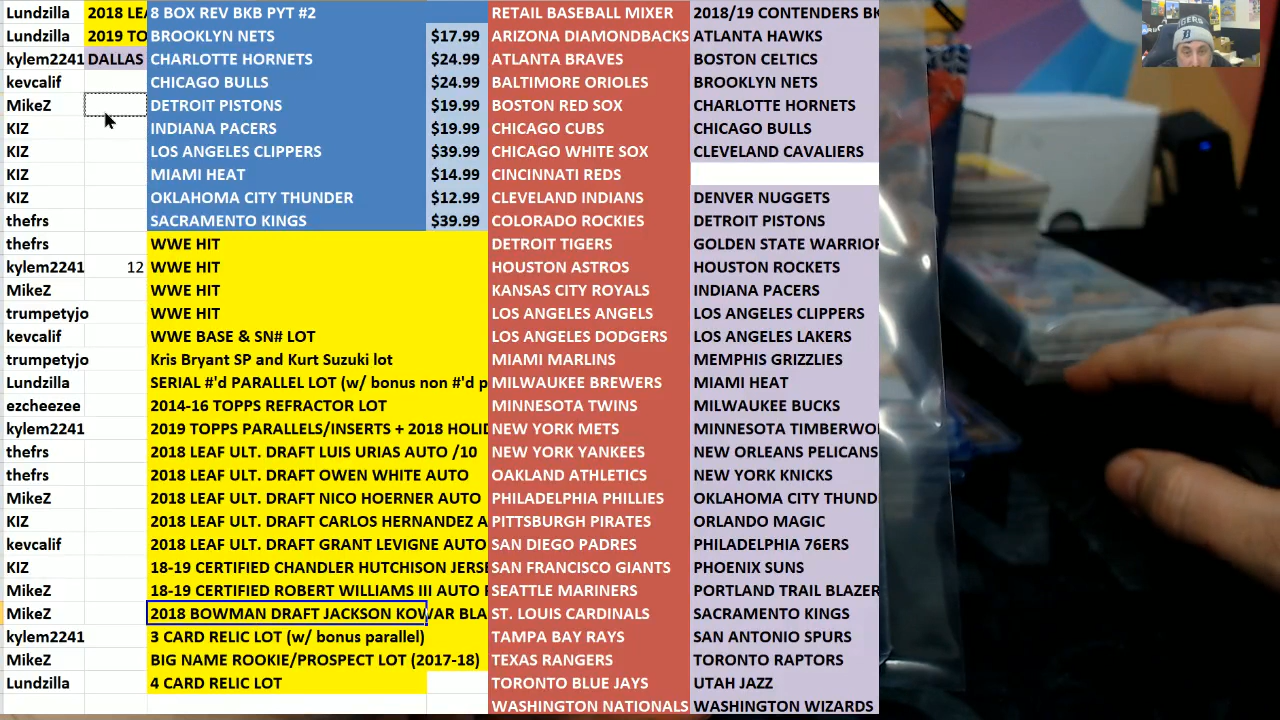 Lundzilla 2018 LEA 8 BOX REV BKB PYT #2 RETAIL BASEBALL MIXER 2018/19 CONTENDERS BK
Lundzilla 2019 TO BROOKLYN NETS $17.99 ARIZONA DIAMONDBACKS ATLANTA HAWKS
kylem2241 DALLAS CHARLOTTE HORNETS $24.99 ATLANTA BRAVES BOSTON CELTICS
kevcalif CHICAGO BULLS $24.99 BALTIMORE ORIOLES BROOKLYN NETS
MikeZ DETROIT PISTONS $19.99 BOSTON RED SOX CHARLOTTE HORNETS
KIZ INDIANA PACERS $19.99 CHICAGO CUBS CHICAGO BULLS
KIZ LOS ANGELES CLIPPERS $39.99 CHICAGO WHITE SOX CLEVELAND CAVALIERS
KIZ MIAMI HEAT $14.99 CINCINNATI REDS
KIZ OKLAHOMA CITY THUNDER $12.99 CLEVELAND INDIANS DENVER NUGGETS
thefrs SACRAMENTO KINGS $39.99 COLORADO ROCKIES DETROIT PISTONS
thefrs WWE HIT DETROIT TIGERS GOLDEN STATE WARRIOR
kylem2241 12 WWE HIT HOUSTON ASTROS HOUSTON ROCKETS
MikeZ WWE HIT KANSAS CITY ROYALS INDIANA PACERS
trumpetyjo WWE HIT LOS ANGELES ANGELS LOS ANGELES CLIPPERS
kevcalif WWE BASE & SN# LOT LOS ANGELES DODGERS LOS ANGELES LAKERS
trumpetyjo Kris Bryant SP and Kurt Suzuki lot MIAMI MARLINS MEMPHIS GRIZZLIES
Lundzilla SERIAL #'d PARALLEL LOT (w/ bonus non #'d p MILWAUKEE BREWERS MIAMI HEAT
ezcheezee 2014-16 TOPPS REFRACTOR LOT MINNESOTA TWINS MILWAUKEE BUCKS
kylem2241 2019 TOPPS PARALLELS/INSERTS + 2018 HOLID NEW YORK METS MINNESOTA TIMBERWO
thefrs 2018 LEAF ULT. DRAFT LUIS URIAS AUTO /10 NEW YORK YANKEES NEW ORLEANS PELICANS
thefrs 2018 LEAF ULT. DRAFT OWEN WHITE AUTO OAKLAND ATHLETICS NEW YORK KNICKS
MikeZ 2018 LEAF ULT. DRAFT NICO HOERNER AUTO PHILADELPHIA PHILLIES OKLAHOMA CITY THUND
KIZ 2018 LEAF ULT. DRAFT CARLOS HERNANDEZ A PITTSBURGH PIRATES ORLANDO MAGIC
kevcalif 2018 LEAF ULT. DRAFT GRANT LEVIGNE AUTO SAN DIEGO PADRES PHILADELPHIA 76ERS
KIZ 18-19 CERTIFIED CHANDLER HUTCHISON JERSE SAN FRANCISCO GIANTS PHOENIX SUNS
MikeZ 18-19 CERTIFIED ROBERT WILLIAMS III AUTO SEATTLE MARINERS PORTLAND TRAIL BLAZER
MikeZ 2018 BOWMAN DRAFT JACKSON KOWAR BLA ST. LOUIS CARDINALS SACRAMENTO KINGS
kylem2241 3 CARD RELIC LOT (w/ bonus parallel) TAMPA BAY RAYS SAN ANTONIO SPURS
MikeZ BIG NAME ROOKIE/PROSPECT LOT (2017-18) TEXAS RANGERS TORONTO RAPTORS
Lundzilla 4 CARD RELIC LOT TORONTO BLUE JAYS UTAH JAZZ
WASHINGTON NATIONALS WASHINGTON WIZARDS
TIGERS